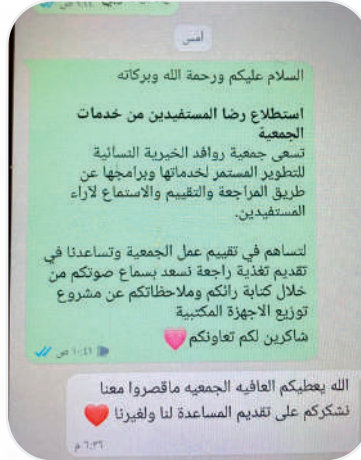 أمس
السلام عليكم ورحمة الله وبركاته
استطلاع رضا المستفيدين من خدمات
الجمعية
تسعى جمعية روافد الخيرية النسائية
للتطوير المستمر لخدماتها وبرامجها عن
طريق المراجعة والتقييم والاستماع لآراء
المستفيدين.
لتساهم في تقييم عمل الجمعية وتساعدنا في
تقديم تغذية راجعة نسعد بسماع صوتكم من
خلال كتابة رائكم وملاحظاتكم عن مشروع
توزيع الاجهزة المكتبية
شاكرين لكم تعاونكم
١٠:٤١ ص
الله يعطيكم العافيه الجمعيه ماقصروا معنا
نشكركم على تقديم المساعدة لنا ولغيرنا
٦:٣٦ م